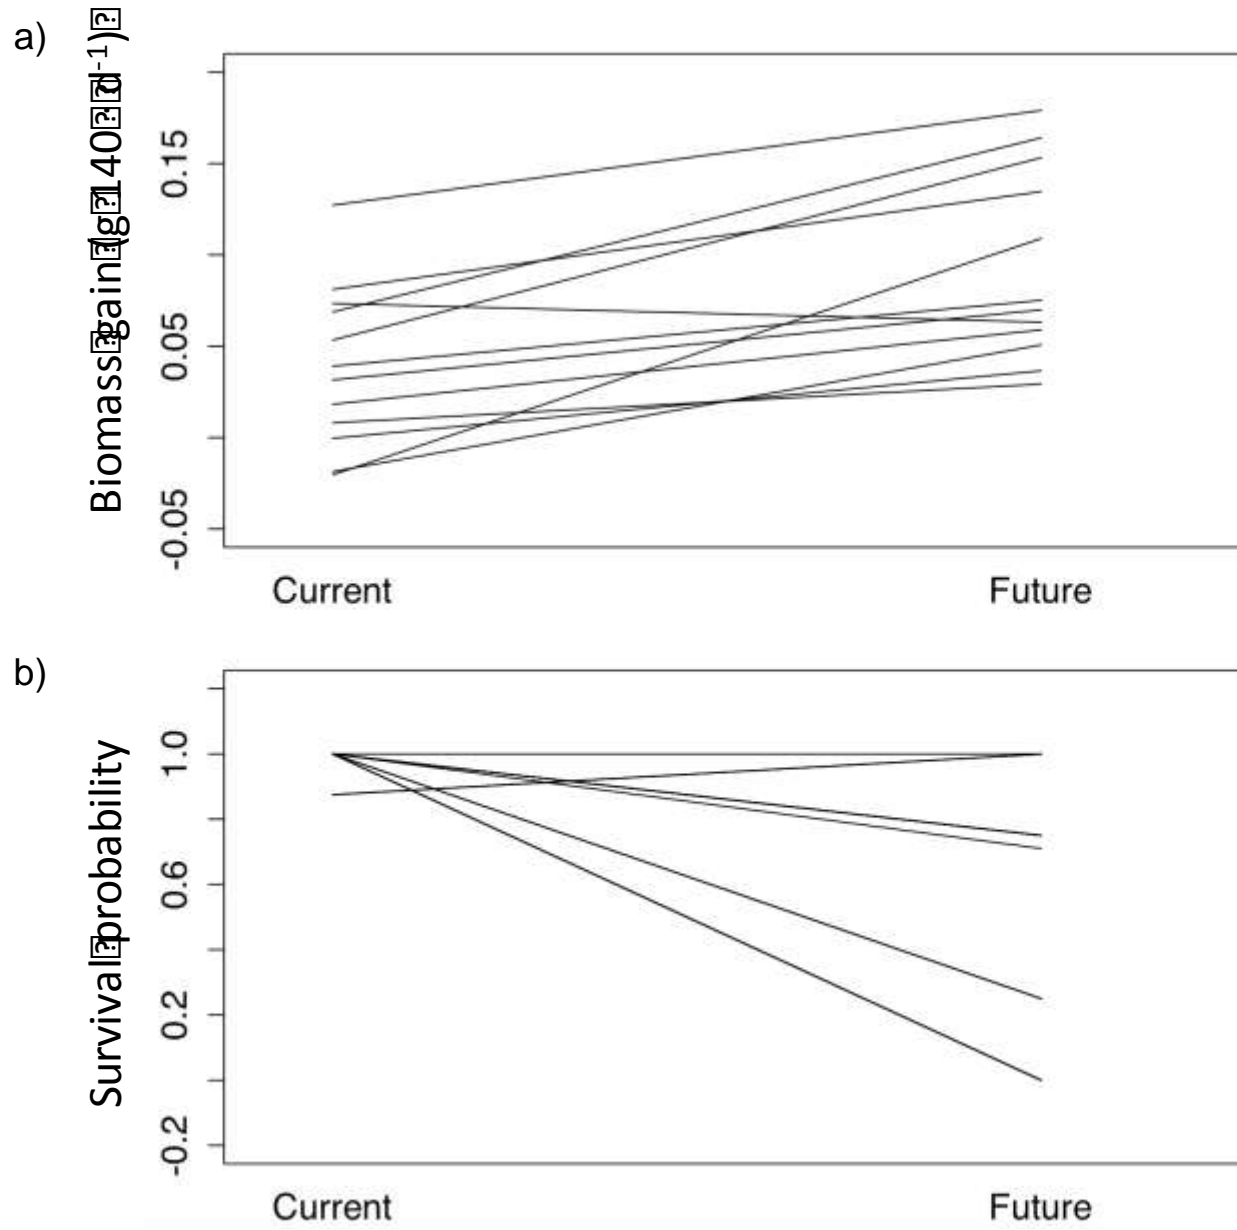 a)
Biomass⍰gain⍰(g⍰140⍰⍰d⁻¹)⍰
0.15
0.05
-0.05
Current Future
b)
Survival⍰probability
1.0
0.6
0.2
-0.2
Current Future